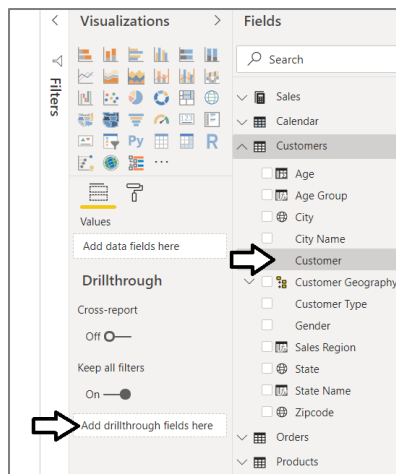 Visualizations
Fields
Search
Filters
Py
R
123
Values
Add data fields here
Drillthrough
Cross-report
Off
Keep all filters
On
Add drillthrough fields here
Sales
Calendar
Customers
Age
Age Group
City
City Name
Customer
Customer Geography
Customer Type
Gender
Sales Region
State
State Name
Zipcode
Orders
Products